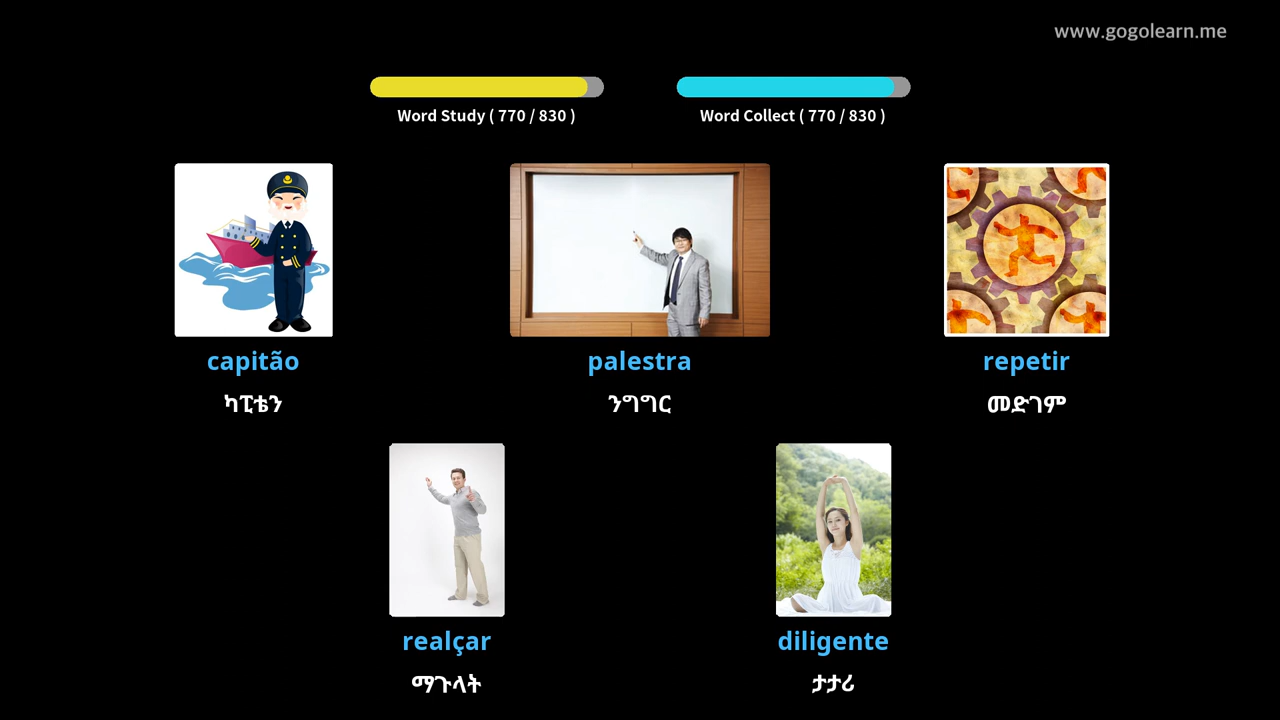 www.gogolearn.me
Word Study ( 770 / 830 )
Word Collect ( 770 / 830 )
capitão
ካፒቴን
palestra
ንግግር
repetir
መድገም
realçar
ማጉላት
diligente
ታታሪ